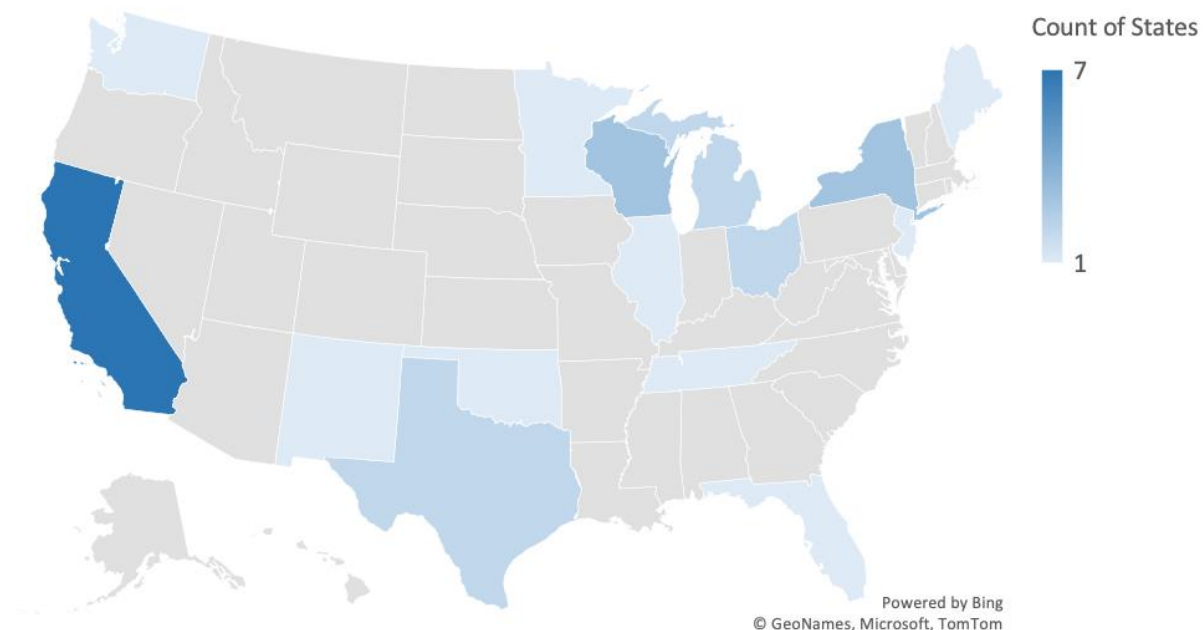 Count of States
7
1
Powered by Bing
© GeoNames, Microsoft, TomTom